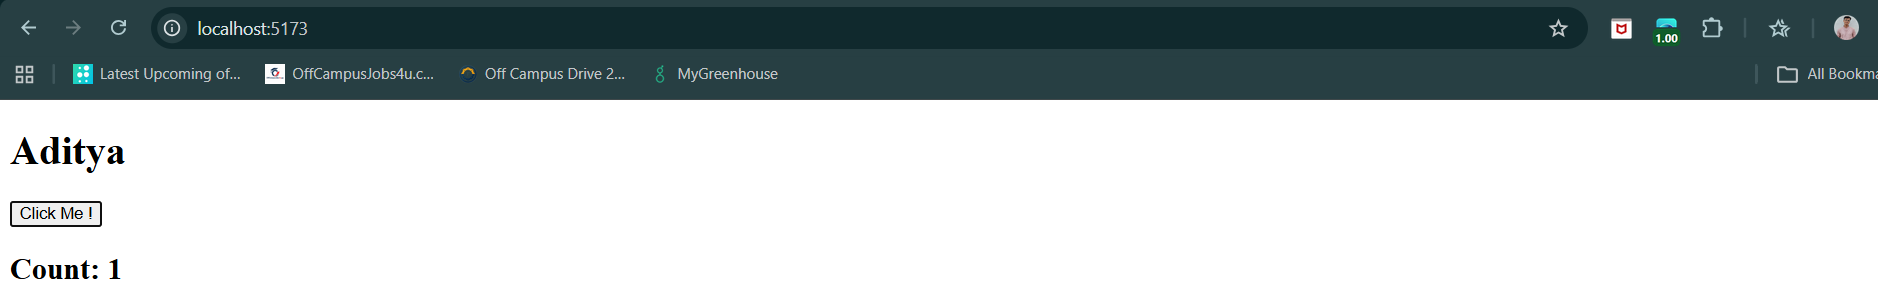 localhost:5173
1.00
Latest Upcoming of...
OffCampusJobs4u.c...
Off Campus Drive 2...
MyGreenhouse
All Bookma
Aditya
Click Me !
Count: 1